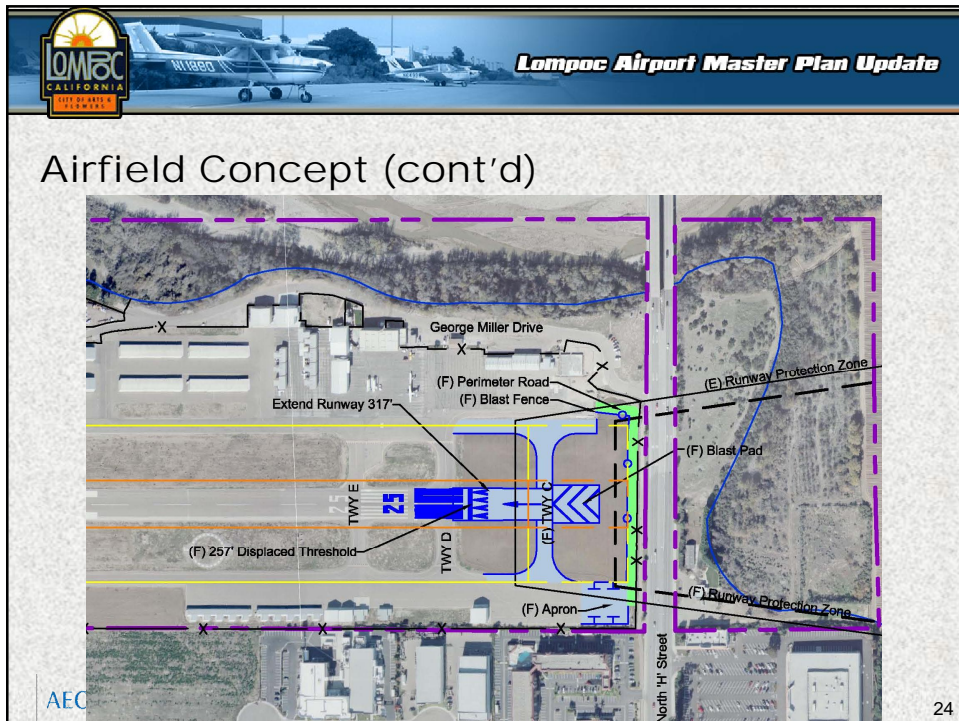 LOMPOC
CALIFORNIA
CITY OF ARTS &
FLOWERS
N11880
Lompoc Airport Master Plan Update
Airfield Concept (cont'd)
George Miller Drive
(F) Perimeter Road
(E) Runway Protection Zone
(F) Blast Fence
Extend Runway 317'
(F) Blast Pad
TWY E
25
25
TWY D
(F) TWY C
(F) 257' Displaced Threshold
(F) Runway Protection Zone
(F) Apron
North 'H' Street
AEC
24